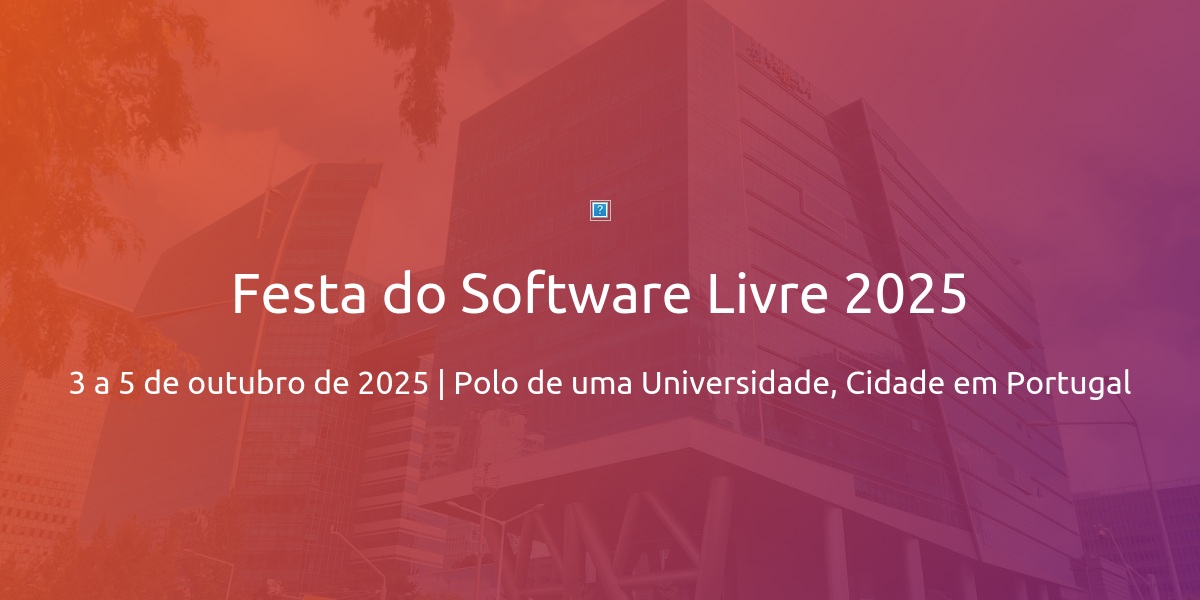 Festa do Software Livre 2025
3 a 5 de outubro de 2025 | Polo de uma Universidade, Cidade em Portugal